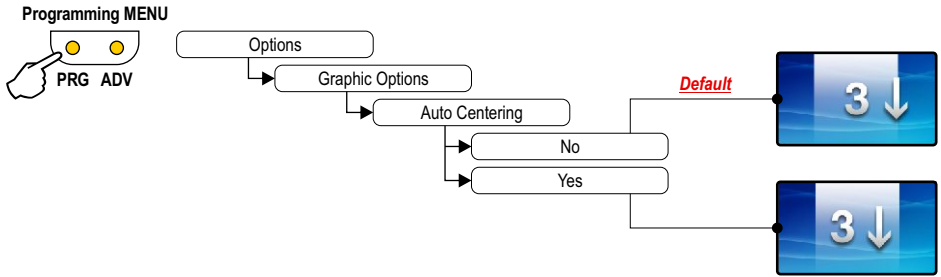 Programming MENU
PRG ADV
Options
Graphic Options
Auto Centering
No
Yes
Default
3
3